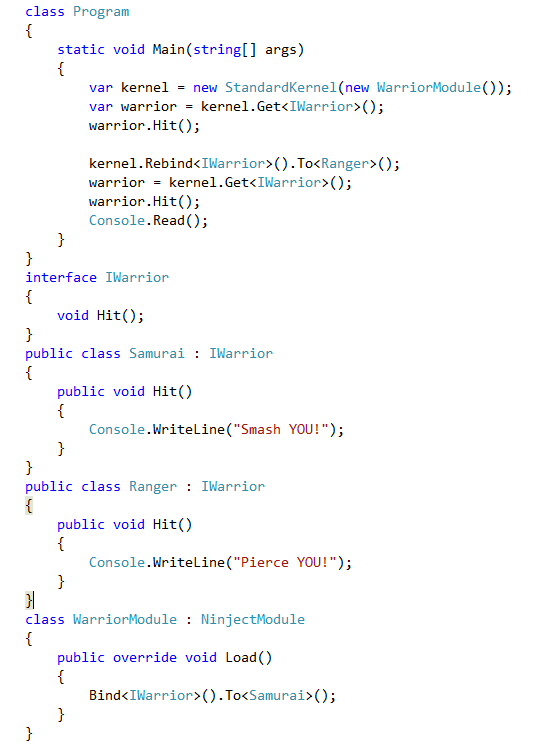 class Program
{
    static void Main(string[] args)
    {
        var kernel = new StandardKernel(new WarriorModule());
        var warrior = kernel.Get<IWarrior>();
        warrior.Hit();

        kernel.Rebind<IWarrior>().To<Ranger>();
        warrior = kernel.Get<IWarrior>();
        warrior.Hit();
        Console.Read();
    }
}
interface IWarrior
{
    void Hit();
}
public class Samurai : IWarrior
{
    public void Hit()
    {
        Console.WriteLine("Smash YOU!");
    }
}
public class Ranger : IWarrior
{
    public void Hit()
    {
        Console.WriteLine("Pierce YOU!");
    }
}
class WarriorModule : NinjectModule
{
    public override void Load()
    {
        Bind<IWarrior>().To<Samurai>();
    }
}